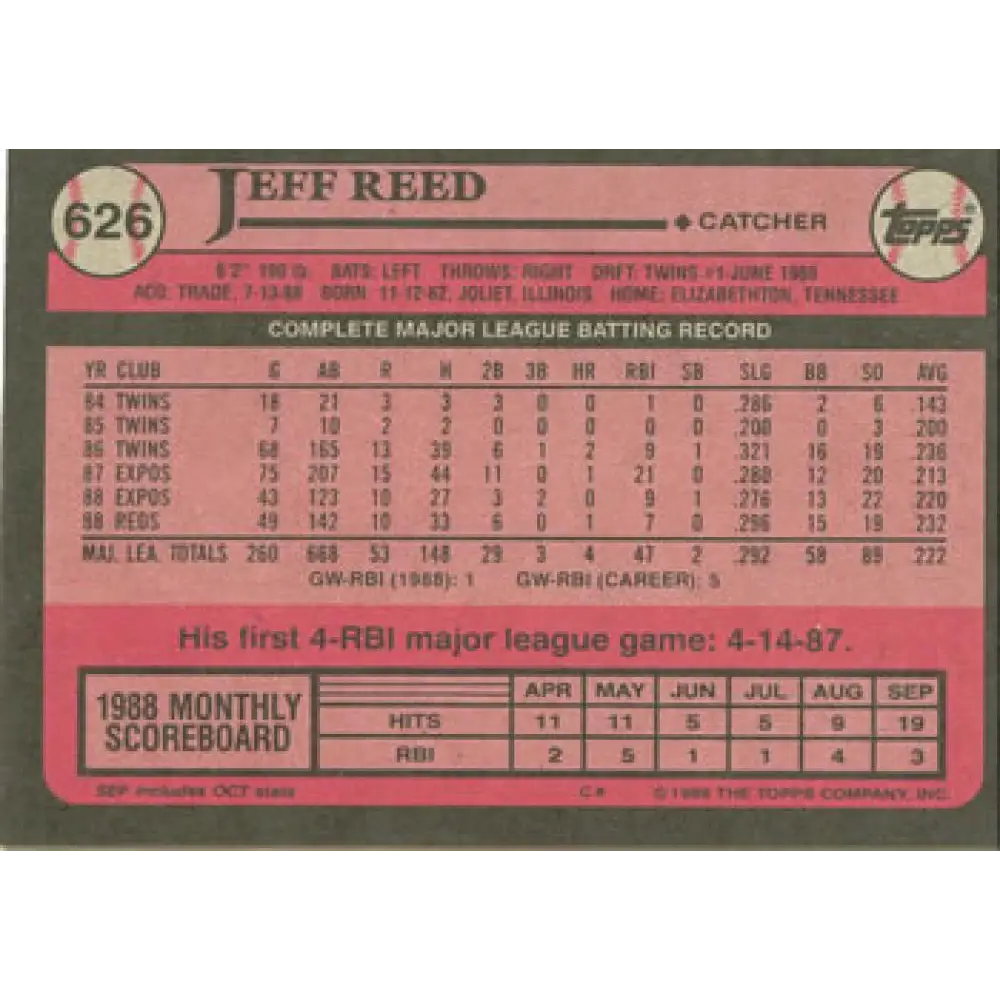 626
JEFF REED
♦ CATCHER
TOPPS®
6'2" 190 lb. BATS: LEFT THROWS: RIGHT DRFT: TWINS #1-JUNE
ACQ: TRADE, 7-13-88 BORN 11-12-62, JOLIET, ILLINOIS HOME: ELIZABETHTON, TENNESSEE
COMPLETE MAJOR LEAGUE BATTING RECORD
YR CLUB G AB R H 2B 3B HR RBI SB SLG BB SO AVG
84 TWINS 18 21 3 3 3 0 0 1 0 .286 2 6 .143
85 TWINS 7 10 2 2 0 0 0 0 0 .200 0 3 .200
86 TWINS 68 165 13 39 6 1 2 9 1 .321 16 19 .236
87 EXPOS 75 207 15 44 11 0 1 21 0 .280 12 20 .213
88 EXPOS 43 123 10 27 3 2 0 9 1 .276 13 22 .220
88 REDS 49 142 10 33 6 0 1 7 0 .296 15 19 .232
MAJ. LEA. TOTALS 260 668 53 148 29 3 4 47 2 .292 58 89 .222
GW-RBI (1988): 1 GW-RBI (CAREER): 5
His first 4-RBI major league game: 4-14-87.
1988 MONTHLY
SCOREBOARD
APR MAY JUN JUL AUG SEP
HITS 11 11 5 5 9 19
RBI 2 5 1 1 4 3
SEP includes OCT stats
C* © THE TOPPS COMPANY, INC.